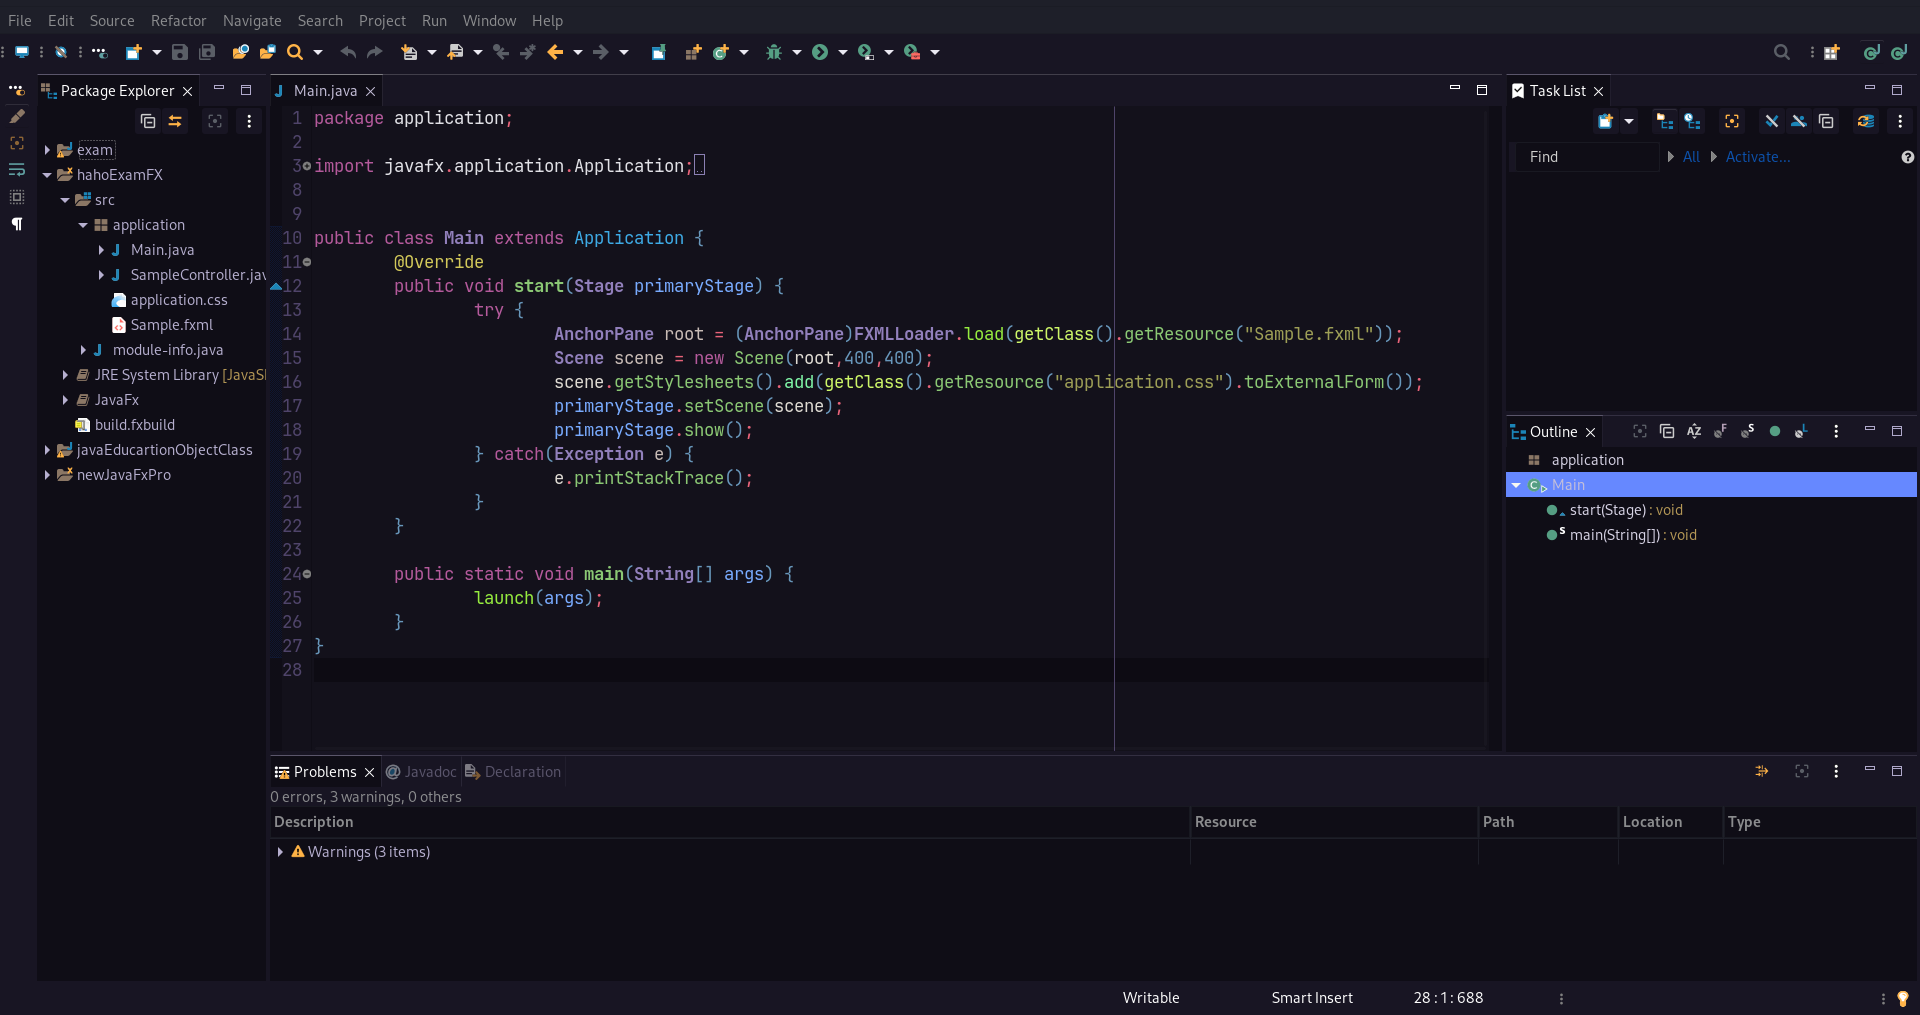 File Edit Source Refactor Navigate Search Project Run Window Help
Package Explorer
exam
hahoExamFX
src
application
Main.java
SampleController.jav
application.css
Sample.fxml
module-info.java
JRE System Library [JavaS
JavaFx
build.fxbuild
javaEducartionObjectClass
newJavaFxPro
Main.java
1 package application;
2
3 import javafx.application.Application;
8
9
10 public class Main extends Application {
11 @Override
12 public void start(Stage primaryStage) {
13 try {
14 AnchorPane root = (AnchorPane)FXMLLoader.load(getClass().getResource("Sample.fxml"));
15 Scene scene = new Scene(root,400,400);
16 scene.getStylesheets().add(getClass().getResource("application.css").toExternalForm());
17 primaryStage.setScene(scene);
18 primaryStage.show();
19 } catch(Exception e) {
20 e.printStackTrace();
21 }
22 }
23
24 public static void main(String[] args) {
25 launch(args);
26 }
27 }
28
Task List
Find All Activate...
Outline
application
Main
start(Stage) : void
main(String[]) : void
Problems @ Javadoc Declaration
0 errors, 3 warnings, 0 others
Description Resource Path Location Type
Warnings (3 items)
Writable Smart Insert 28 : 1 : 688